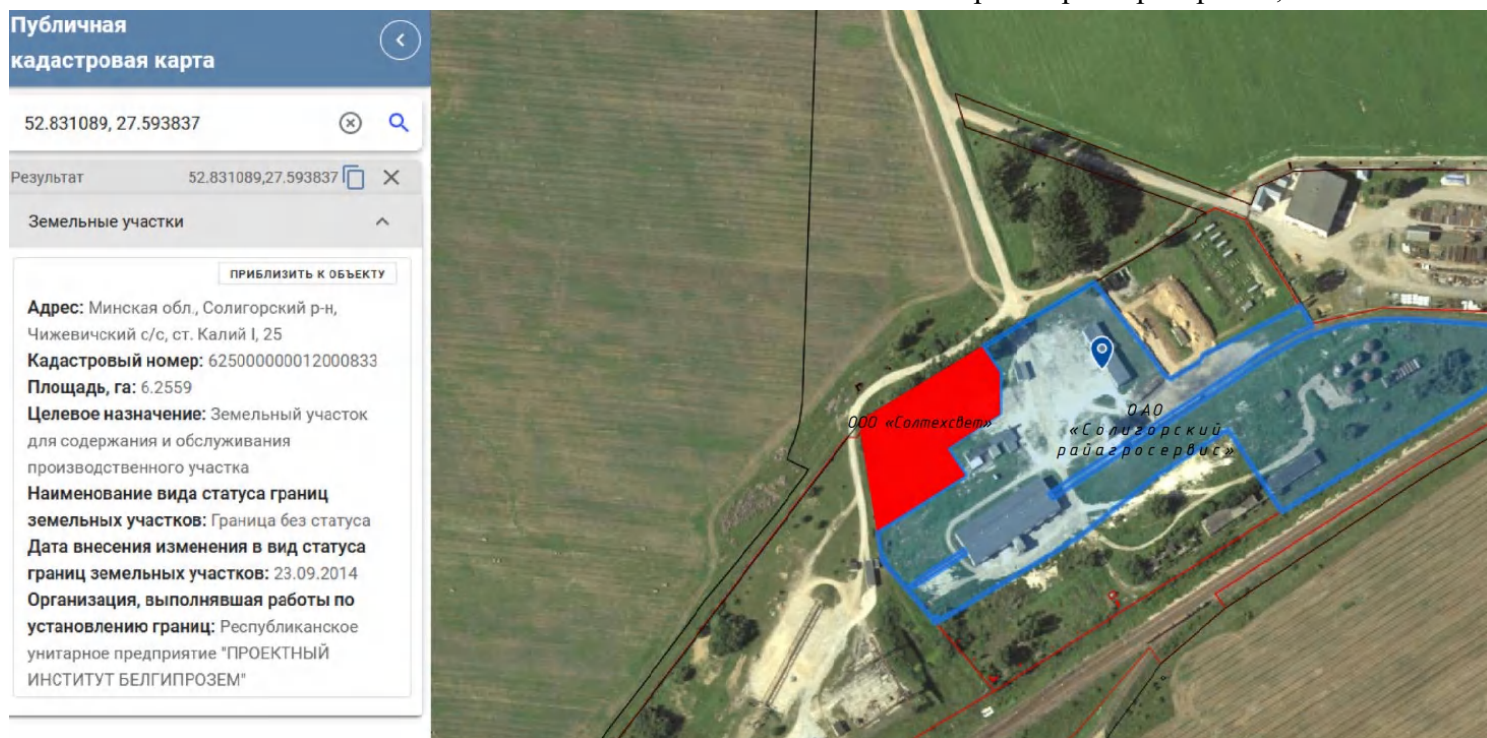 Публичная
кадастровая карта
52.831089, 27.593837
Результат 52.831089,27.593837
Земельные участки
ПРИБЛИЗИТЬ К ОБЪЕКТУ
Адрес: Минская обл., Солигорский р-н,
Чижевичский с/с, ст. Калий I, 25
Кадастровый номер: 625000000012000833
Площадь, га: 6.2559
Целевое назначение: Земельный участок
для содержания и обслуживания
производственного участка
Наименование вида статуса границ
земельных участков: Граница без статуса
Дата внесения изменения в вид статуса
границ земельных участков: 23.09.2014
Организация, выполнявшая работы по
установлению границ: Республиканское
унитарное предприятие "ПРОЕКТНЫЙ
ИНСТИТУТ БЕЛГИПРОЗЕМ"
ООО «Солтехсвет»
ОАО
«Солигорский
райагросервис»